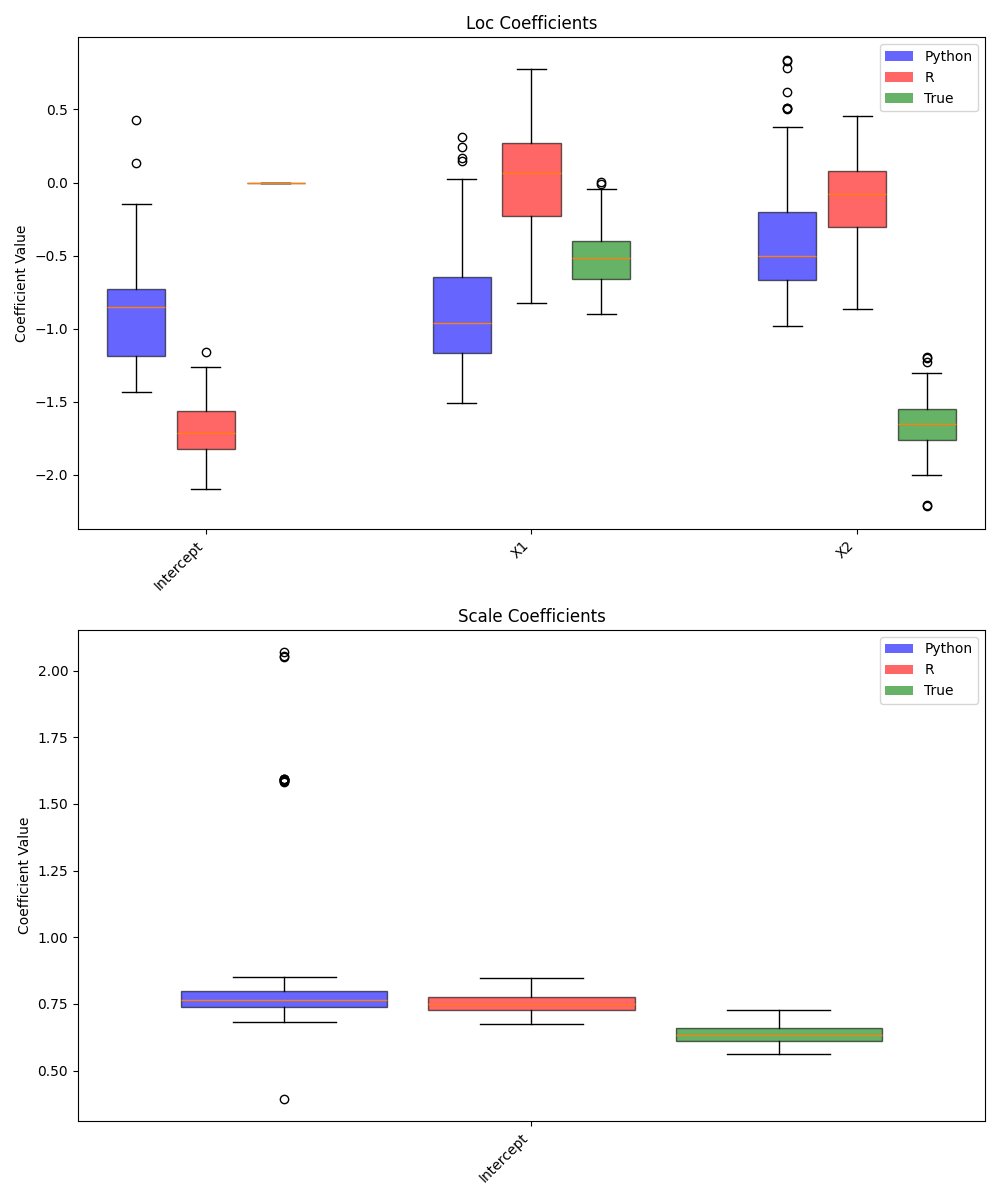 Loc Coefficients
Python
R
True
Coefficient Value
0.5
0.0
−0.5
−1.0
−1.5
−2.0
Intercept
X1
X2
Scale Coefficients
Python
R
True
Coefficient Value
2.00
1.75
1.50
1.25
1.00
0.75
0.50
Intercept